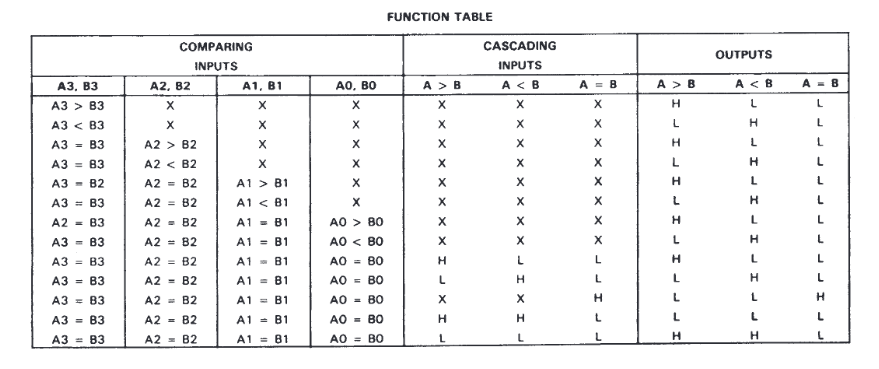 FUNCTION TABLE
COMPARING INPUTS CASCADING INPUTS OUTPUTS
A3, B3 A2, B2 A1, B1 A0, B0 A > B A < B A = B A > B A < B A = B
A3 > B3 X X X X X X H L L
A3 < B3 X X X X X X L H L
A3 = B3 A2 > B2 X X X X X H L L
A3 = B3 A2 < B2 X X X X X L H L
A3 = B2 A2 = B2 A1 > B1 X X X X H L L
A3 = B3 A2 = B2 A1 < B1 X X X X L H L
A2 = B3 A2 = B2 A1 = B1 A0 > B0 X X X H L L
A3 = B3 A2 = B2 A1 = B1 A0 < B0 X X X L H L
A3 = B3 A2 = B2 A1 = B1 A0 = B0 H L L H L L
A3 = B3 A2 = B2 A1 = B1 A0 = B0 L H L L H L
A3 = B3 A2 = B2 A1 = B1 A0 = B0 X X H L L H
A3 = B3 A2 = B2 A1 = B1 A0 = B0 H H L L L L
A3 = B3 A2 = B2 A1 = B1 A0 = B0 L L L H H L